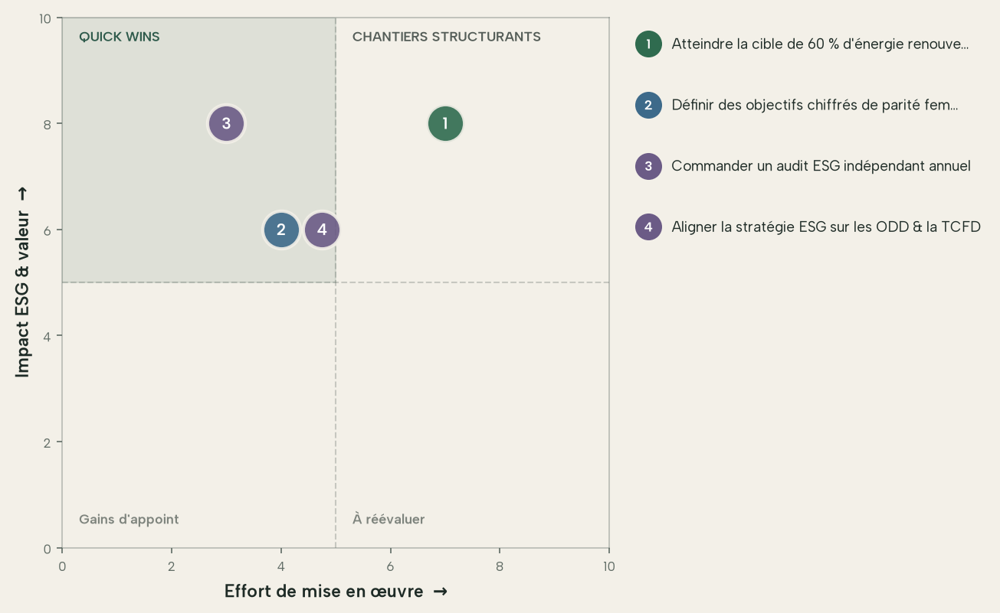 10
8
6
4
2
0
Impact ESG & valeur →
QUICK WINS
CHANTIERS STRUCTURANTS
3
1
2
4
Gains d'appoint
À réévaluer
0
2
4
6
8
10
Effort de mise en œuvre →
1 Atteindre la cible de 60 % d'énergie renouve...
2 Définir des objectifs chiffrés de parité fem...
3 Commander un audit ESG indépendant annuel
4 Aligner la stratégie ESG sur les ODD & la TCFD